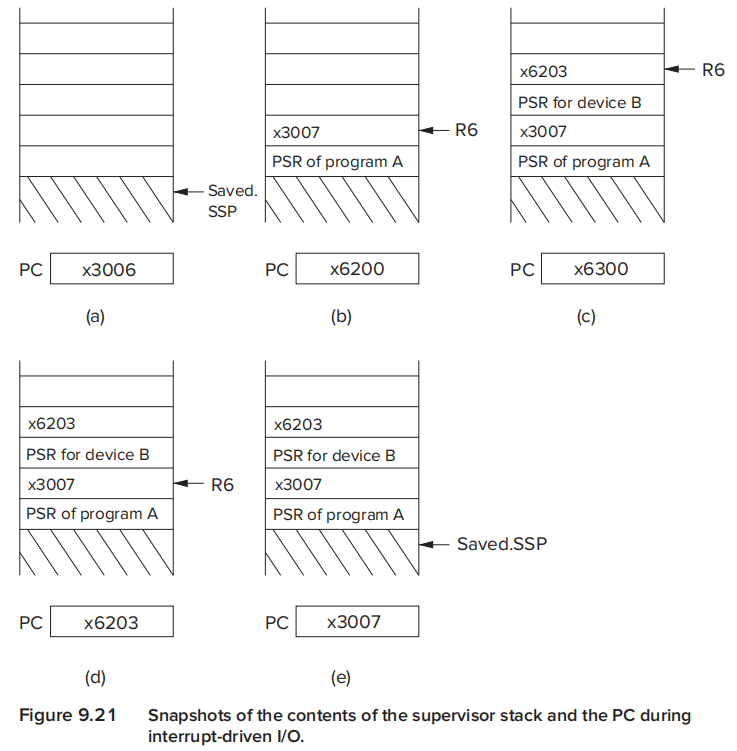 Saved.
SSP
PC x3006
(a)
x3007
PSR of program A
R6
PC x6200
(b)
x6203
PSR for device B
x3007
PSR of program A
R6
PC x6300
(c)
x6203
PSR for device B
x3007
PSR of program A
R6
PC x6203
(d)
x6203
PSR for device B
x3007
PSR of program A
Saved.SSP
PC x3007
(e)
Figure 9.21 Snapshots of the contents of the supervisor stack and the PC during
interrupt-driven I/O.